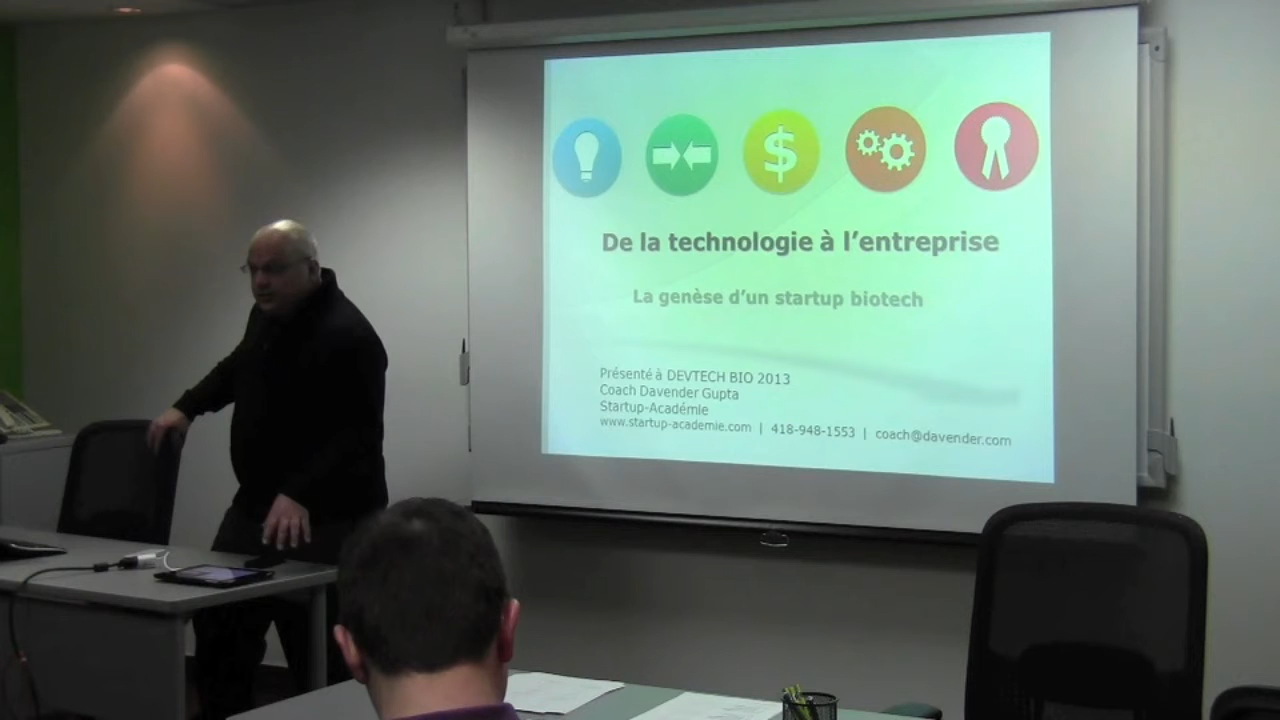 $
De la technologie à l'entreprise
La genèse d'un startup biotech
Présenté à DEVTECH BIO 2013
Coach Davender Gupta
Startup-Académie
www.startup-academie.com | 418-948-1553 | coach@davender.com